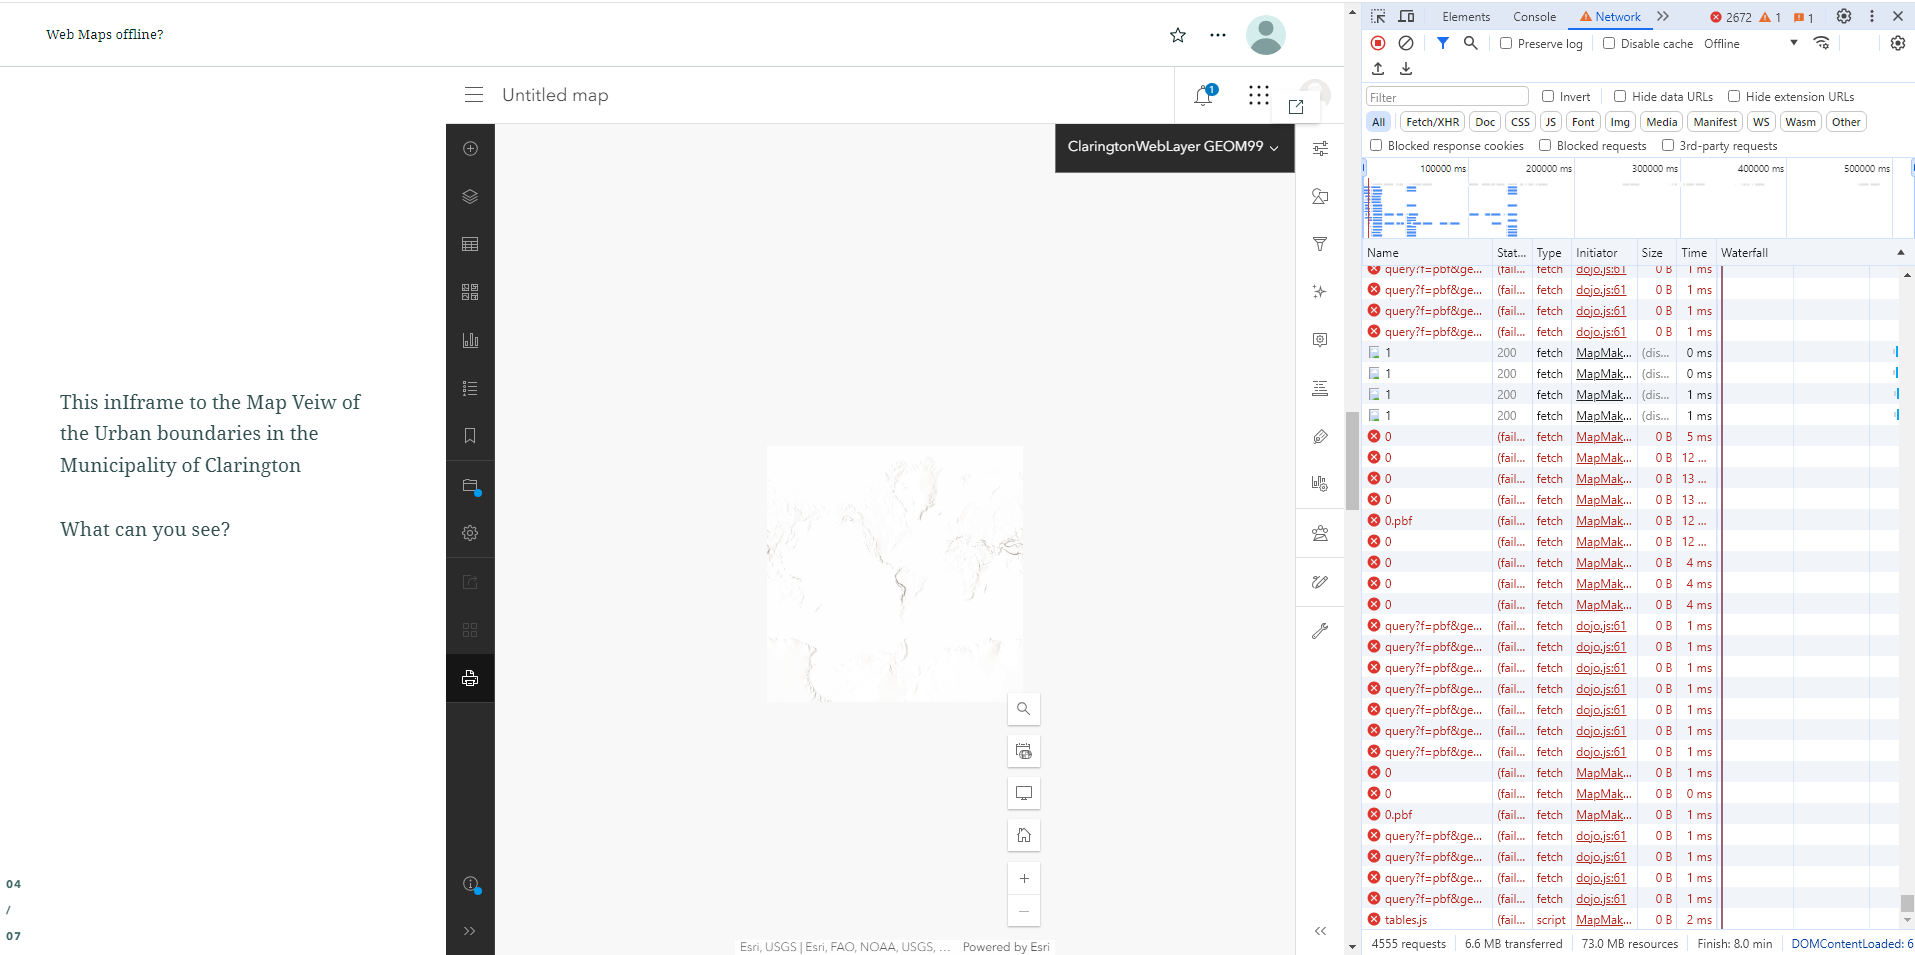 Web Maps offline?
Untitled map
1
ClaringtonWebLayer GEOM99
This inIframe to the Map Veiw of
the Urban boundaries in the
Municipality of Clarington
What can you see?
04
/
07
Esri, USGS | Esri, FAO, NOAA, USGS, ... Powered by Esri
Elements Console Network 2672 1 1
Preserve log Disable cache Offline
Filter Invert Hide data URLs Hide extension URLs
All Fetch/XHR Doc CSS JS Font Img Media Manifest WS Wasm Other
Blocked response cookies Blocked requests 3rd-party requests
100000 ms 200000 ms 300000 ms 400000 ms 500000 ms
Name Stat... Type Initiator Size Time Waterfall
query?f=pbf&ge... (fail... fetch dojo.js:61 0 B 1 ms
query?f=pbf&ge... (fail... fetch dojo.js:61 0 B 1 ms
query?f=pbf&ge... (fail... fetch dojo.js:61 0 B 1 ms
query?f=pbf&ge... (fail... fetch dojo.js:61 0 B 1 ms
1 200 fetch MapMak... (dis... 0 ms
1 200 fetch MapMak... (dis... 0 ms
1 200 fetch MapMak... (dis... 1 ms
1 200 fetch MapMak... (dis... 1 ms
0 (fail... fetch MapMak... 0 B 5 ms
0 (fail... fetch MapMak... 0 B 12 ...
0 (fail... fetch MapMak... 0 B 13 ...
0 (fail... fetch MapMak... 0 B 13 ...
0.pbf (fail... fetch MapMak... 0 B 12 ...
0 (fail... fetch MapMak... 0 B 12 ...
0 (fail... fetch MapMak... 0 B 4 ms
0 (fail... fetch MapMak... 0 B 4 ms
0 (fail... fetch MapMak... 0 B 4 ms
query?f=pbf&ge... (fail... fetch dojo.js:61 0 B 1 ms
query?f=pbf&ge... (fail... fetch dojo.js:61 0 B 1 ms
query?f=pbf&ge... (fail... fetch dojo.js:61 0 B 1 ms
query?f=pbf&ge... (fail... fetch dojo.js:61 0 B 1 ms
query?f=pbf&ge... (fail... fetch dojo.js:61 0 B 1 ms
query?f=pbf&ge... (fail... fetch dojo.js:61 0 B 1 ms
query?f=pbf&ge... (fail... fetch dojo.js:61 0 B 1 ms
0 (fail... fetch MapMak... 0 B 1 ms
0 (fail... fetch MapMak... 0 B 0 ms
0.pbf (fail... fetch MapMak... 0 B 1 ms
query?f=pbf&ge... (fail... fetch dojo.js:61 0 B 1 ms
query?f=pbf&ge... (fail... fetch dojo.js:61 0 B 1 ms
query?f=pbf&ge... (fail... fetch dojo.js:61 0 B 1 ms
query?f=pbf&ge... (fail... fetch dojo.js:61 0 B 1 ms
tables.js (fail... script MapMak... 0 B 2 ms
4555 requests 6.6 MB transferred 73.0 MB resources Finish: 8.0 min DOMContentLoaded: 6